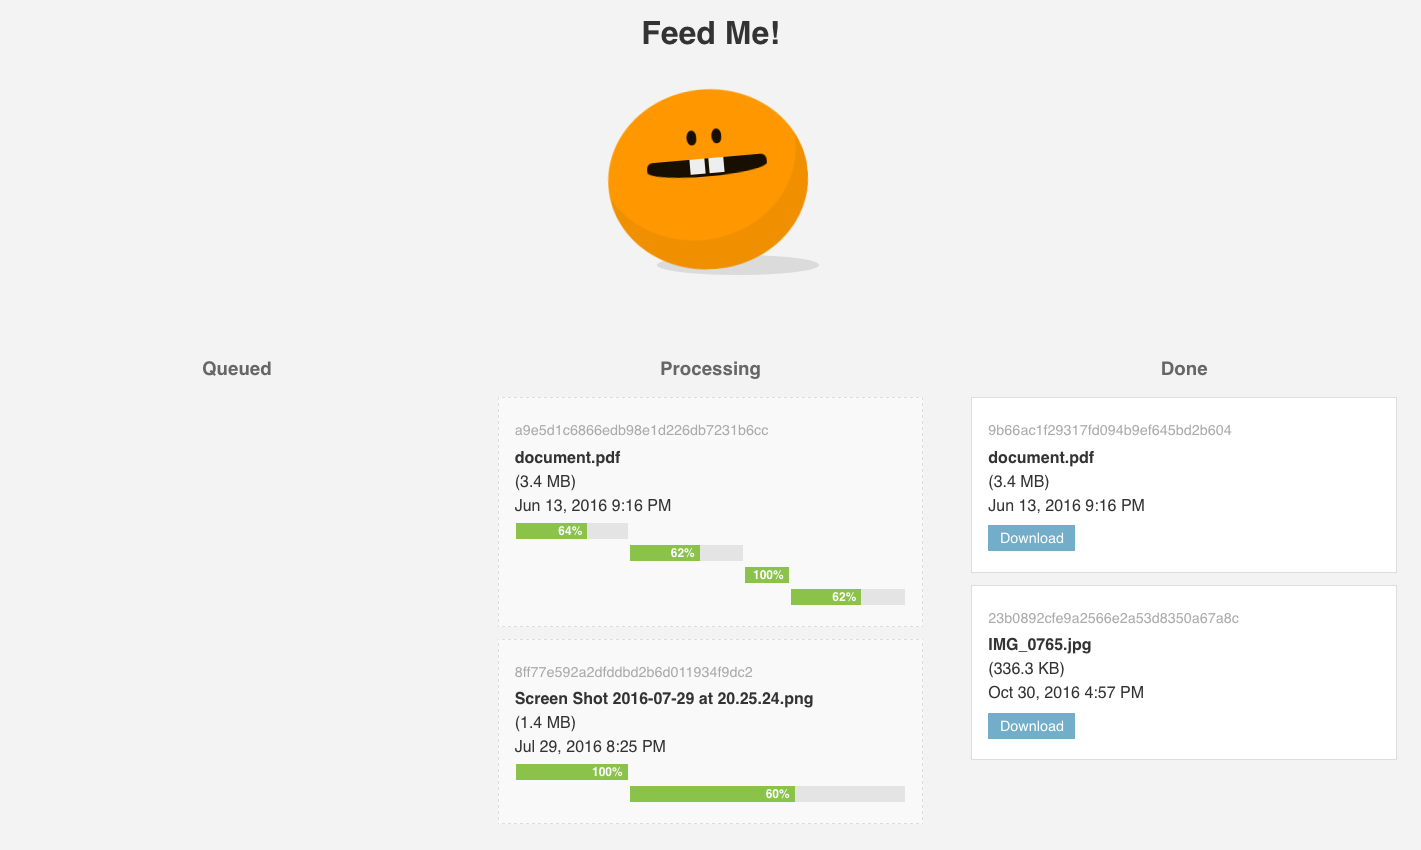 Feed Me!
Queued
Processing
a9e5d1c6866edb98e1d226db7231b6cc
document.pdf
(3.4 MB)
Jun 13, 2016 9:16 PM
64%
62%
100%
62%
8ff77e592a2dfddbd2b6d011934f9dc2
Screen Shot 2016-07-29 at 20.25.24.png
(1.4 MB)
Jul 29, 2016 8:25 PM
100%
60%
Done
9b66ac1f29317fd094b9ef645bd2b604
document.pdf
(3.4 MB)
Jun 13, 2016 9:16 PM
Download
23b0892cfe9a2566e2a53d8350a67a8c
IMG_0765.jpg
(336.3 KB)
Oct 30, 2016 4:57 PM
Download